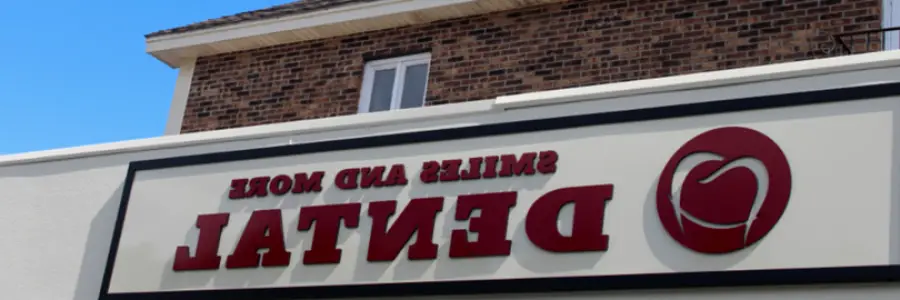 SMILES AND MORE
DENTAL